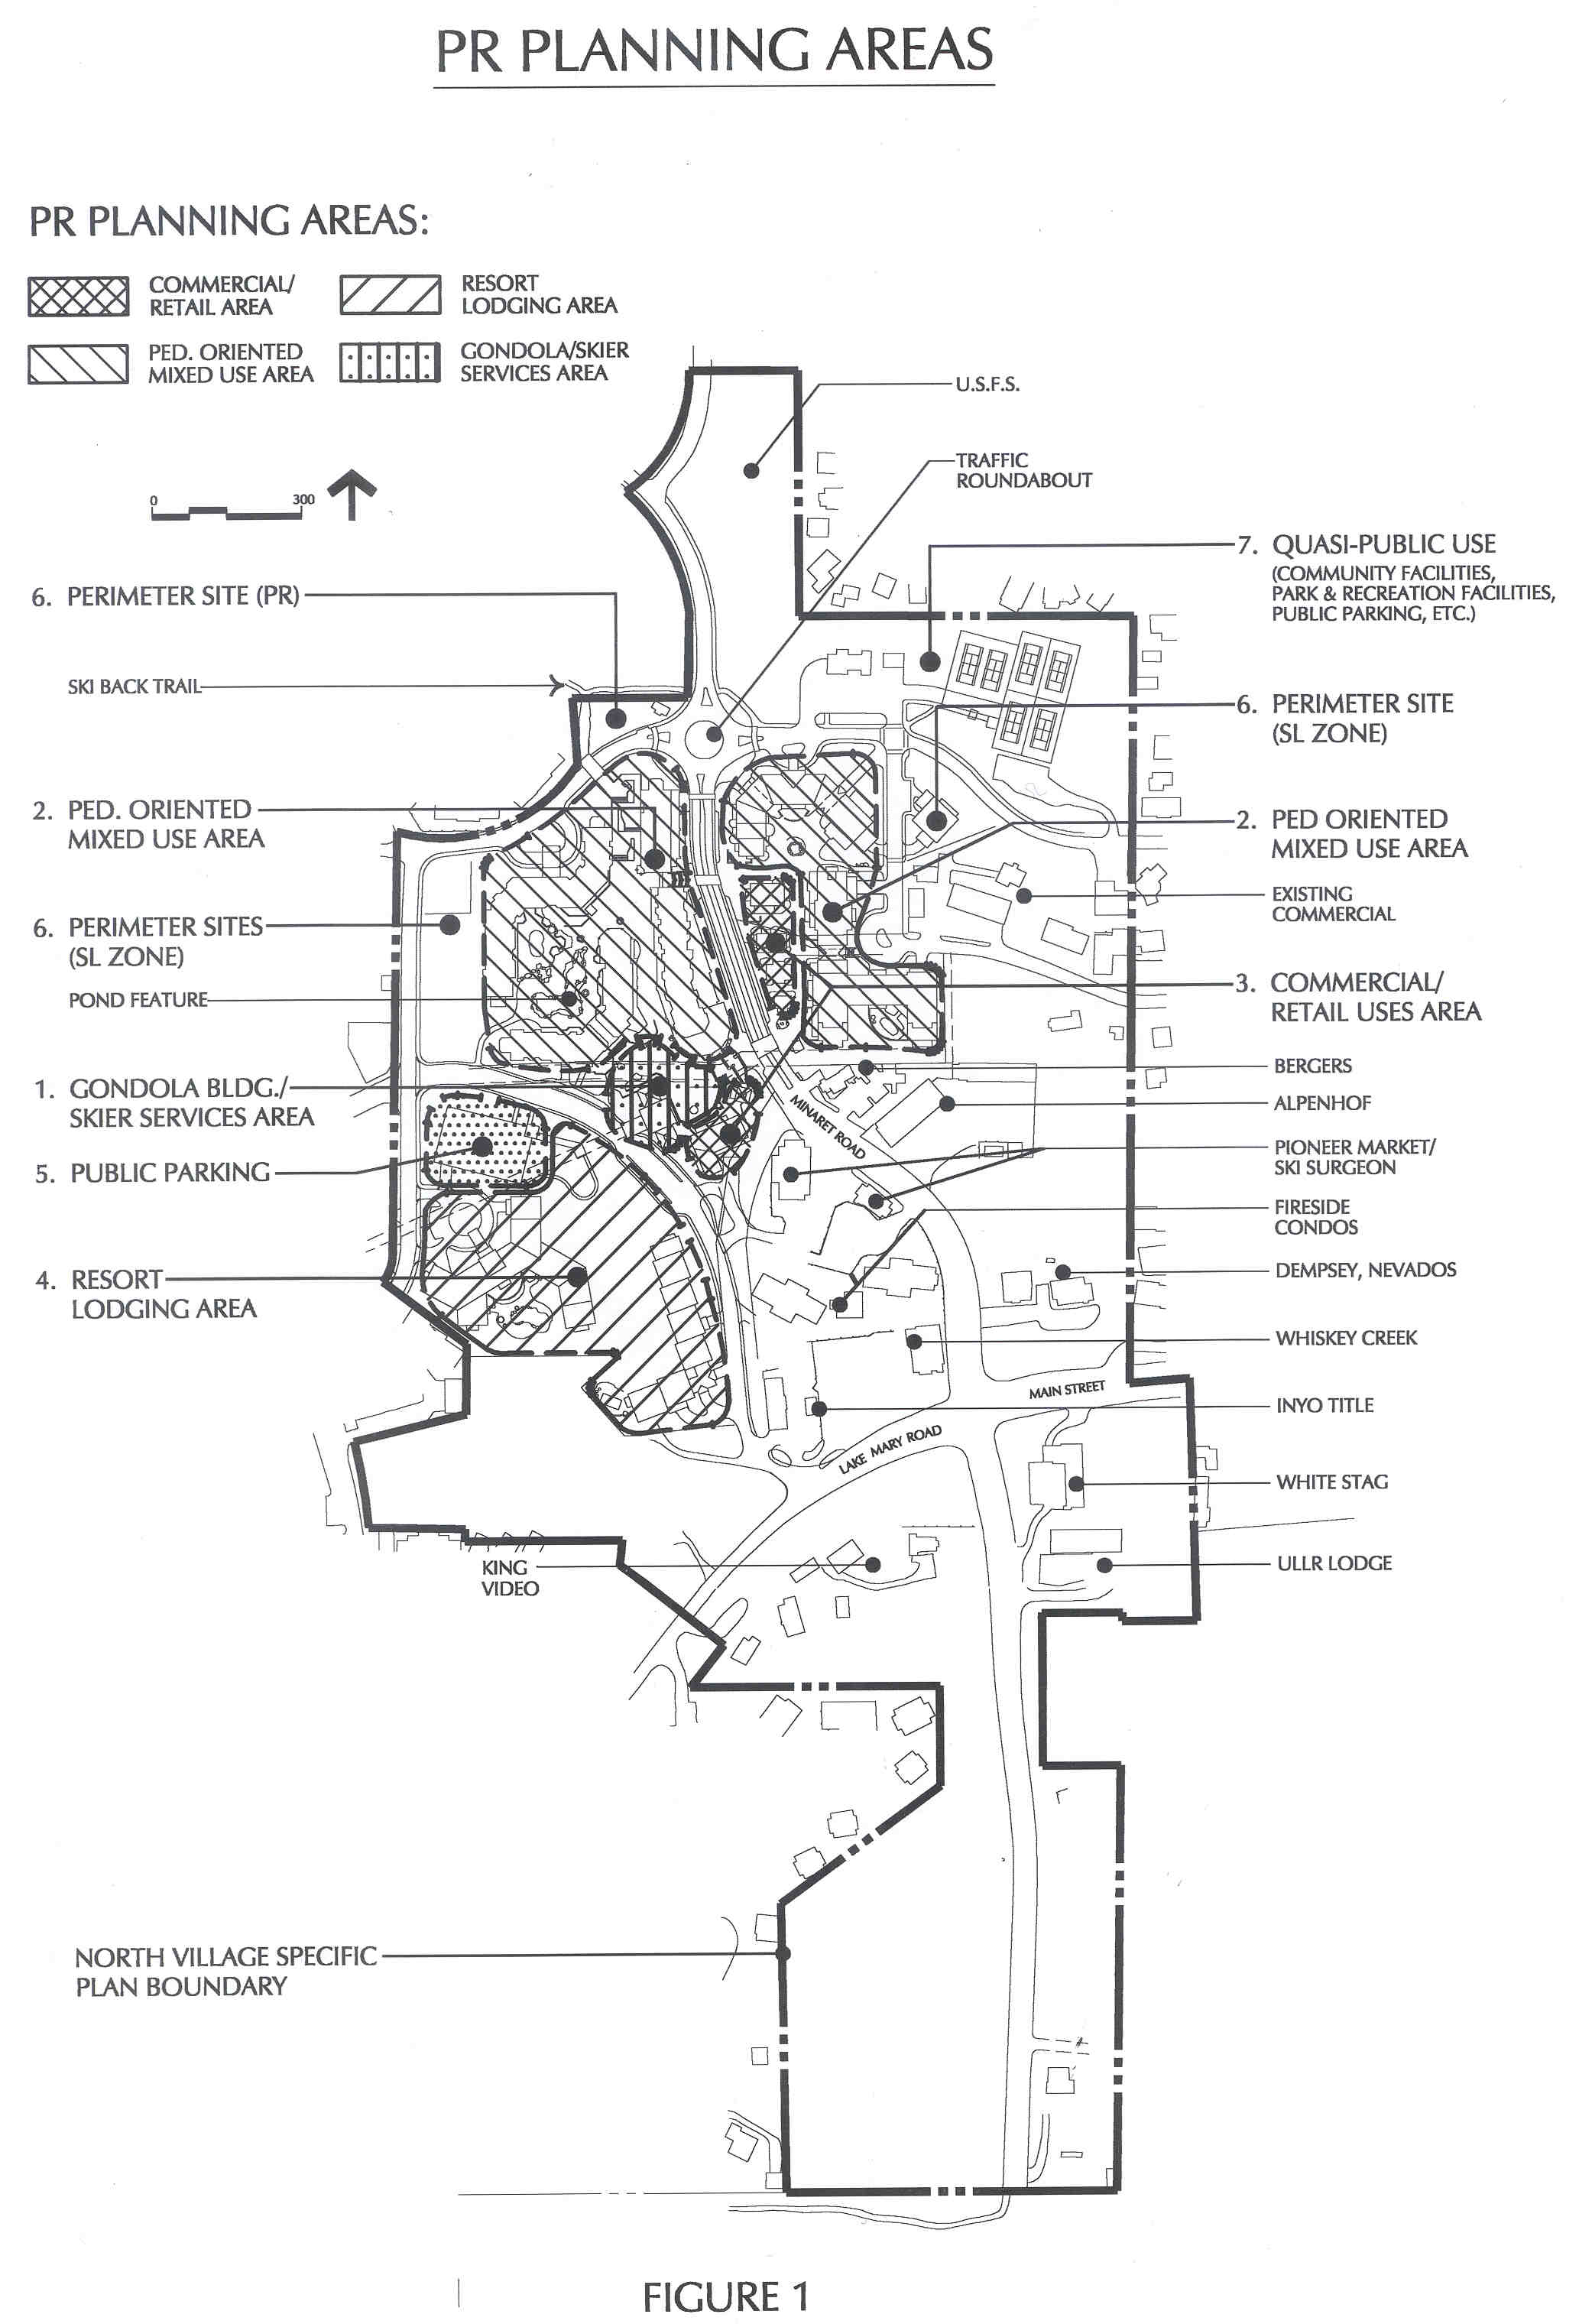 PR PLANNING AREAS
PR PLANNING AREAS:
COMMERCIAL/
RETAIL AREA
RESORT
LODGING AREA
PED. ORIENTED
MIXED USE AREA
GONDOLA/SKIER
SERVICES AREA
0
300
U.S.F.S.
TRAFFIC
ROUNDABOUT
7. QUASI-PUBLIC USE
(COMMUNITY FACILITIES,
PARK & RECREATION FACILITIES,
PUBLIC PARKING, ETC.)
6. PERIMETER SITE (PR)
SKI BACK TRAIL
6. PERIMETER SITE
(SL ZONE)
2. PED. ORIENTED
MIXED USE AREA
2. PED ORIENTED
MIXED USE AREA
EXISTING
COMMERCIAL
6. PERIMETER SITES
(SL ZONE)
POND FEATURE
3. COMMERCIAL/
RETAIL USES AREA
BERGERS
1. GONDOLA BLDG./
SKIER SERVICES AREA
ALPENHOF
MINARET ROAD
PIONEER MARKET/
SKI SURGEON
5. PUBLIC PARKING
FIRESIDE
CONDOS
4. RESORT
LODGING AREA
DEMPSEY, NEVADOS
WHISKEY CREEK
MAIN STREET
INYO TITLE
LAKE MARY ROAD
WHITE STAG
KING
VIDEO
ULLR LODGE
NORTH VILLAGE SPECIFIC
PLAN BOUNDARY
FIGURE 1